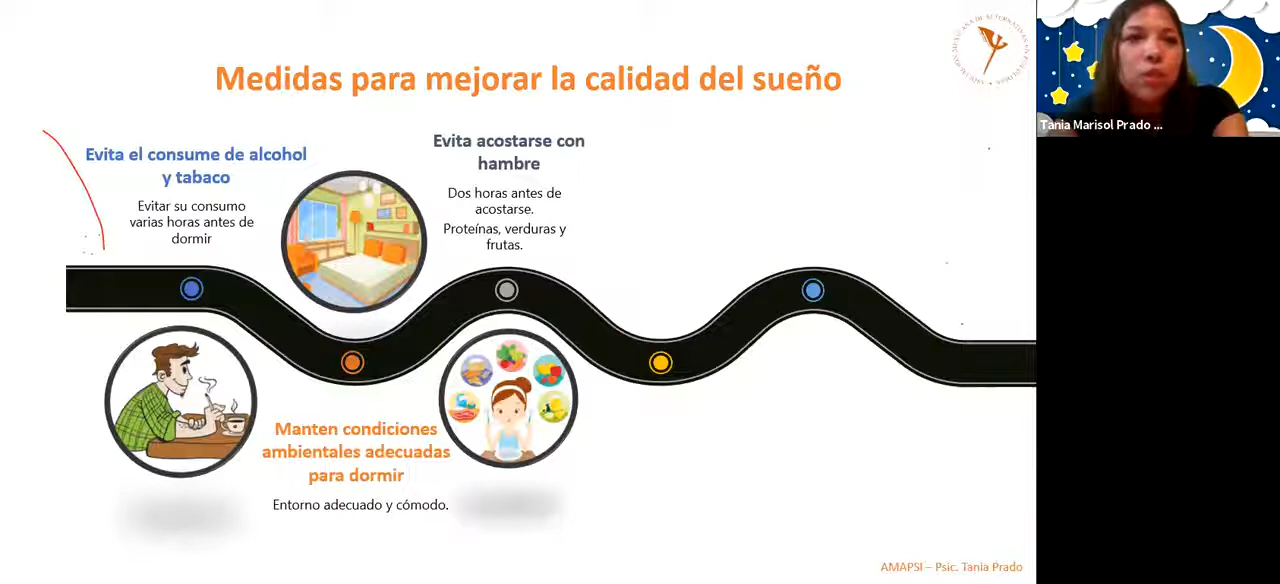 Medidas para mejorar la calidad del sueño
Evita el consume de alcohol
y tabaco
Evitar su consumo
varias horas antes de
dormir
Evita acostarse con
hambre
Dos horas antes de
acostarse.
Proteínas, verduras y
frutas.
Manten condiciones
ambientales adecuadas
para dormir
Entorno adecuado y cómodo.
AMAPSI – Psic. Tania Prado
Tania Marisol Prado ...